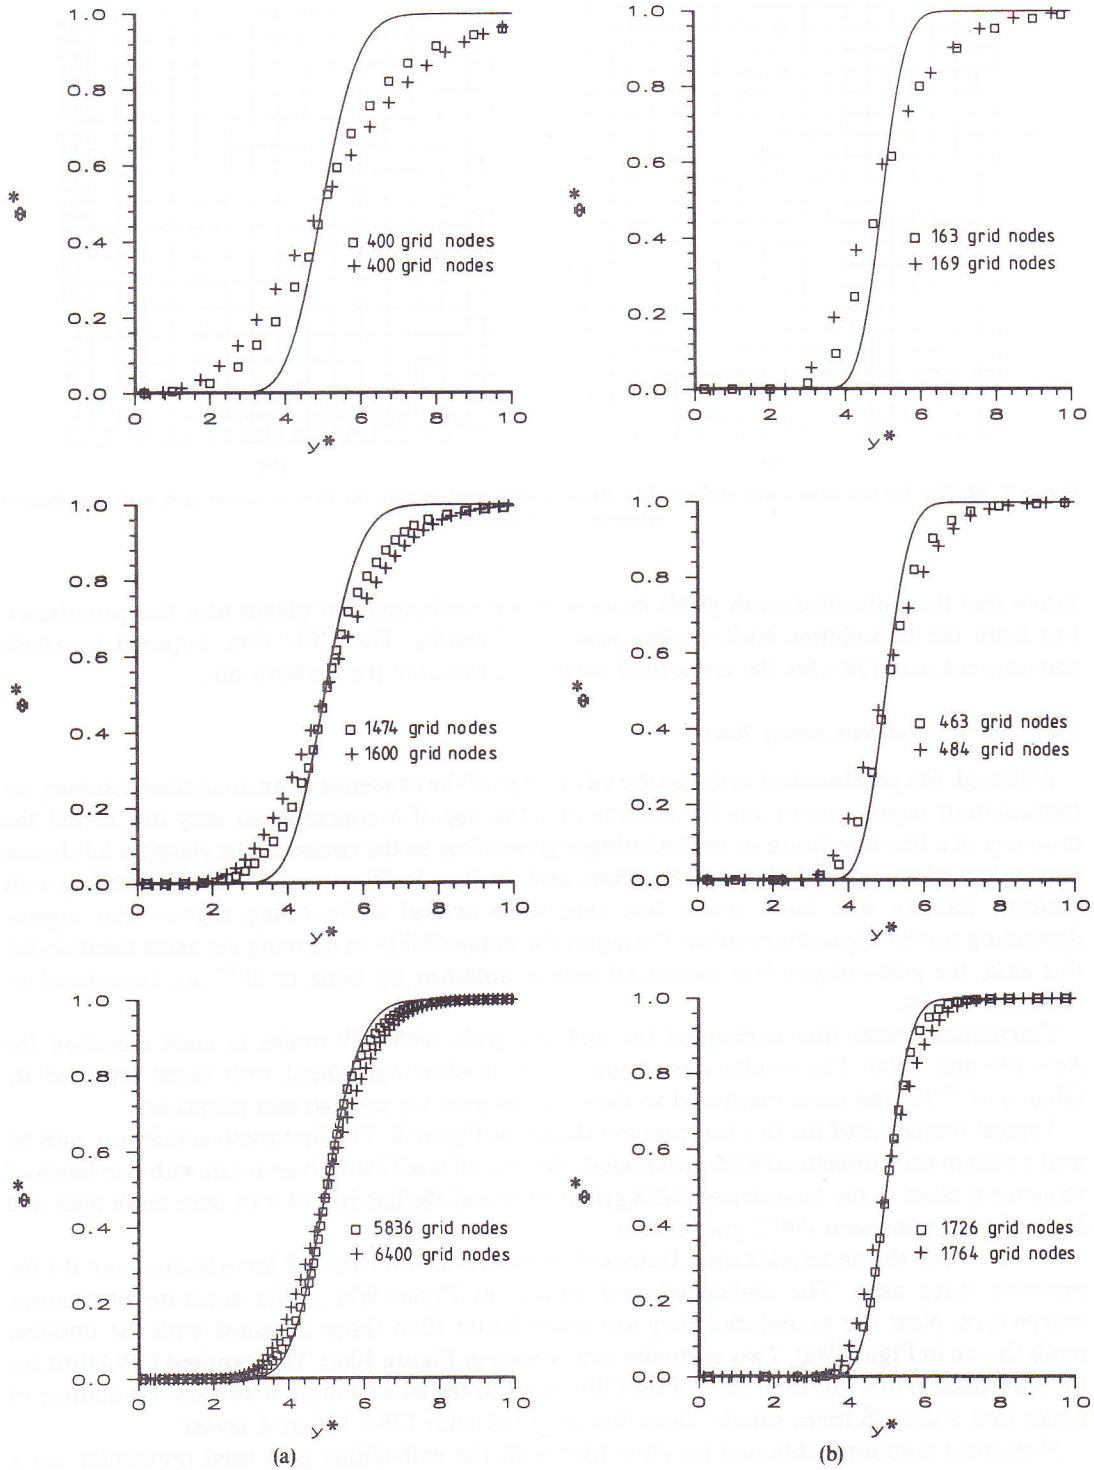 1.0
0.8
0.6
0.4
0.2
0.0
Φ*
□ 400 grid nodes
+ 400 grid nodes
0 2 4 6 8 10
y*
1.0
0.8
0.6
0.4
0.2
0.0
Φ*
□ 163 grid nodes
+ 169 grid nodes
0 2 4 6 8 10
y*
1.0
0.8
0.6
0.4
0.2
0.0
Φ*
□ 1474 grid nodes
+ 1600 grid nodes
0 2 4 6 8 10
y*
1.0
0.8
0.6
0.4
0.2
0.0
Φ*
□ 463 grid nodes
+ 484 grid nodes
0 2 4 6 8 10
y*
1.0
0.8
0.6
0.4
0.2
0.0
Φ*
□ 5836 grid nodes
+ 6400 grid nodes
0 2 4 6 8 10
y*
(a)
1.0
0.8
0.6
0.4
0.2
0.0
Φ*
□ 1726 grid nodes
+ 1764 grid nodes
0 2 4 6 8 10
y*
(b)